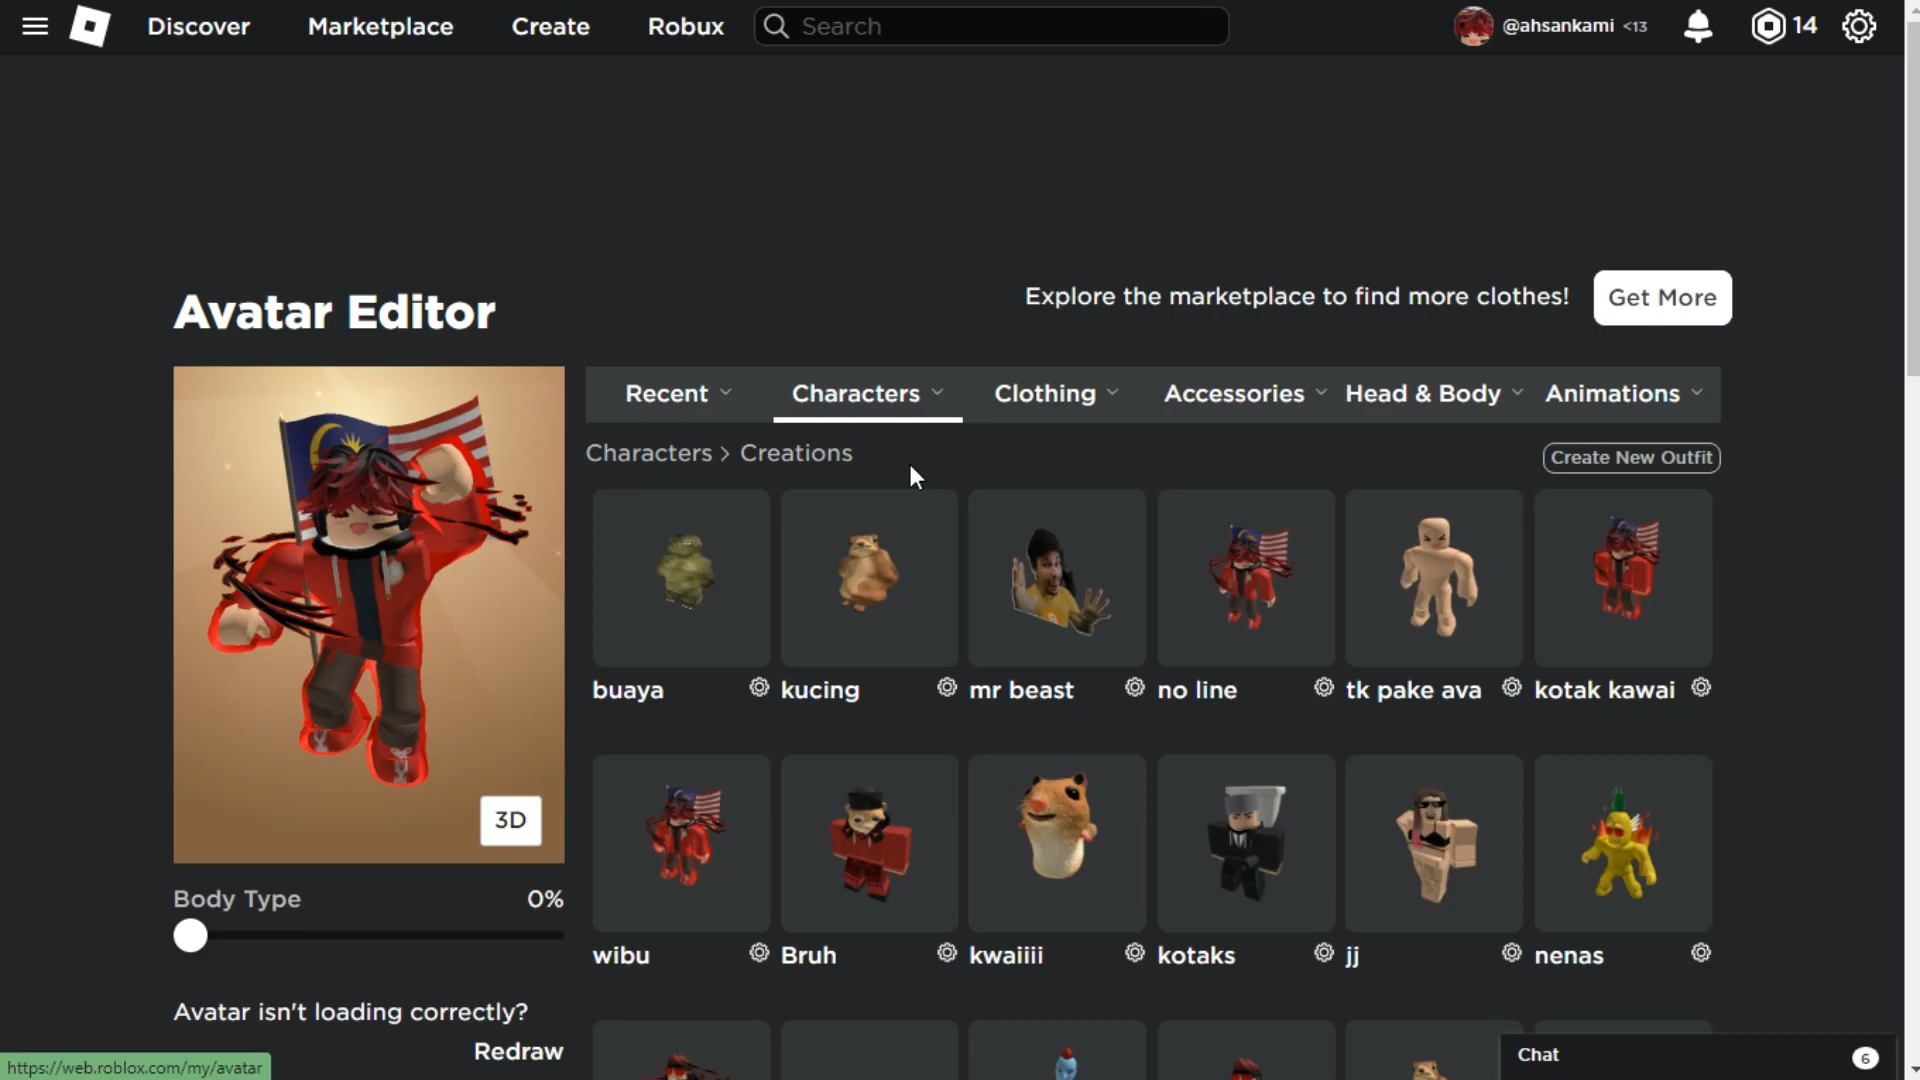 Discover Marketplace Create Robux Search @ahsankami <13 14
Avatar Editor
Explore the marketplace to find more clothes! Get More
Recent Characters Clothing Accessories Head & Body Animations
Characters > Creations Create New Outfit
buaya kucing mr beast no line tk pake ava kotak kawai
3D
Body Type 0%
wibu Bruh kwaiiii kotaks jj nenas
Avatar isn't loading correctly?
Redraw
Chat 6
https://web.roblox.com/my/avatar